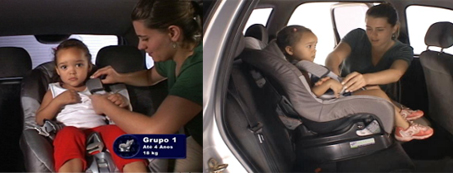 Grupo 1
Até 4 Anos
18 kg